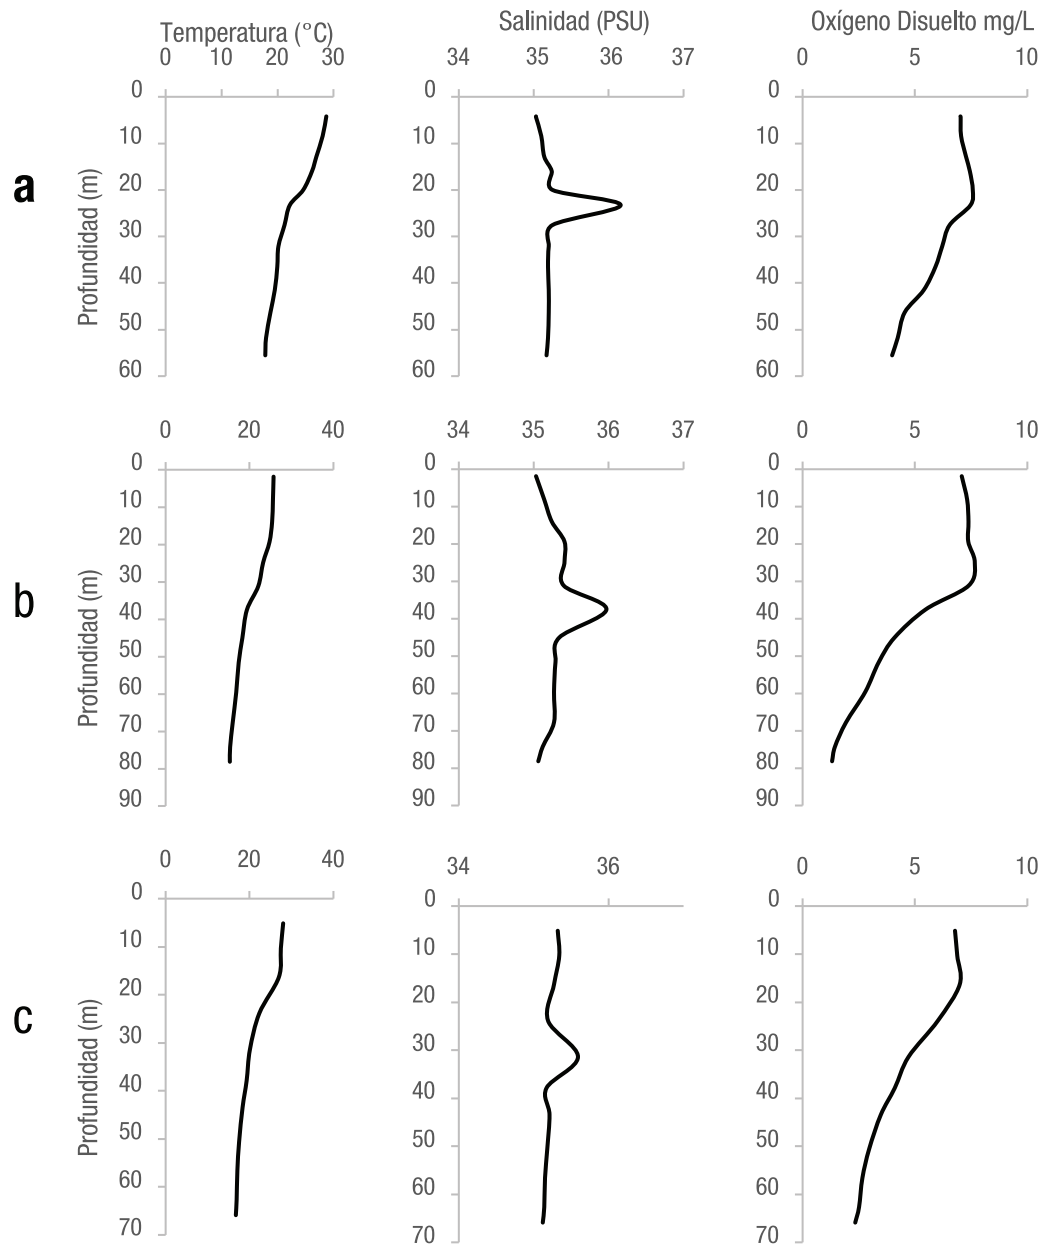 Temperatura (°C) Salinidad (PSU) Oxígeno Disuelto mg/L
0 10 20 30 34 35 36 37 0 5 10
a
Profundidad (m)
0 0 0
10 10 10
20 20 20
30 30 30
40 40 40
50 50 50
60 60 60
0 20 40 34 35 36 37 0 5 10
b
Profundidad (m)
0 0 0
10 10 10
20 20 20
30 30 30
40 40 40
50 50 50
60 60 60
70 70 70
80 80 80
90 90 90
0 20 40 34 36 0 5 10
c
Profundidad (m)
0 0 0
10 10 10
20 20 20
30 30 30
40 40 40
50 50 50
60 60 60
70 70 70